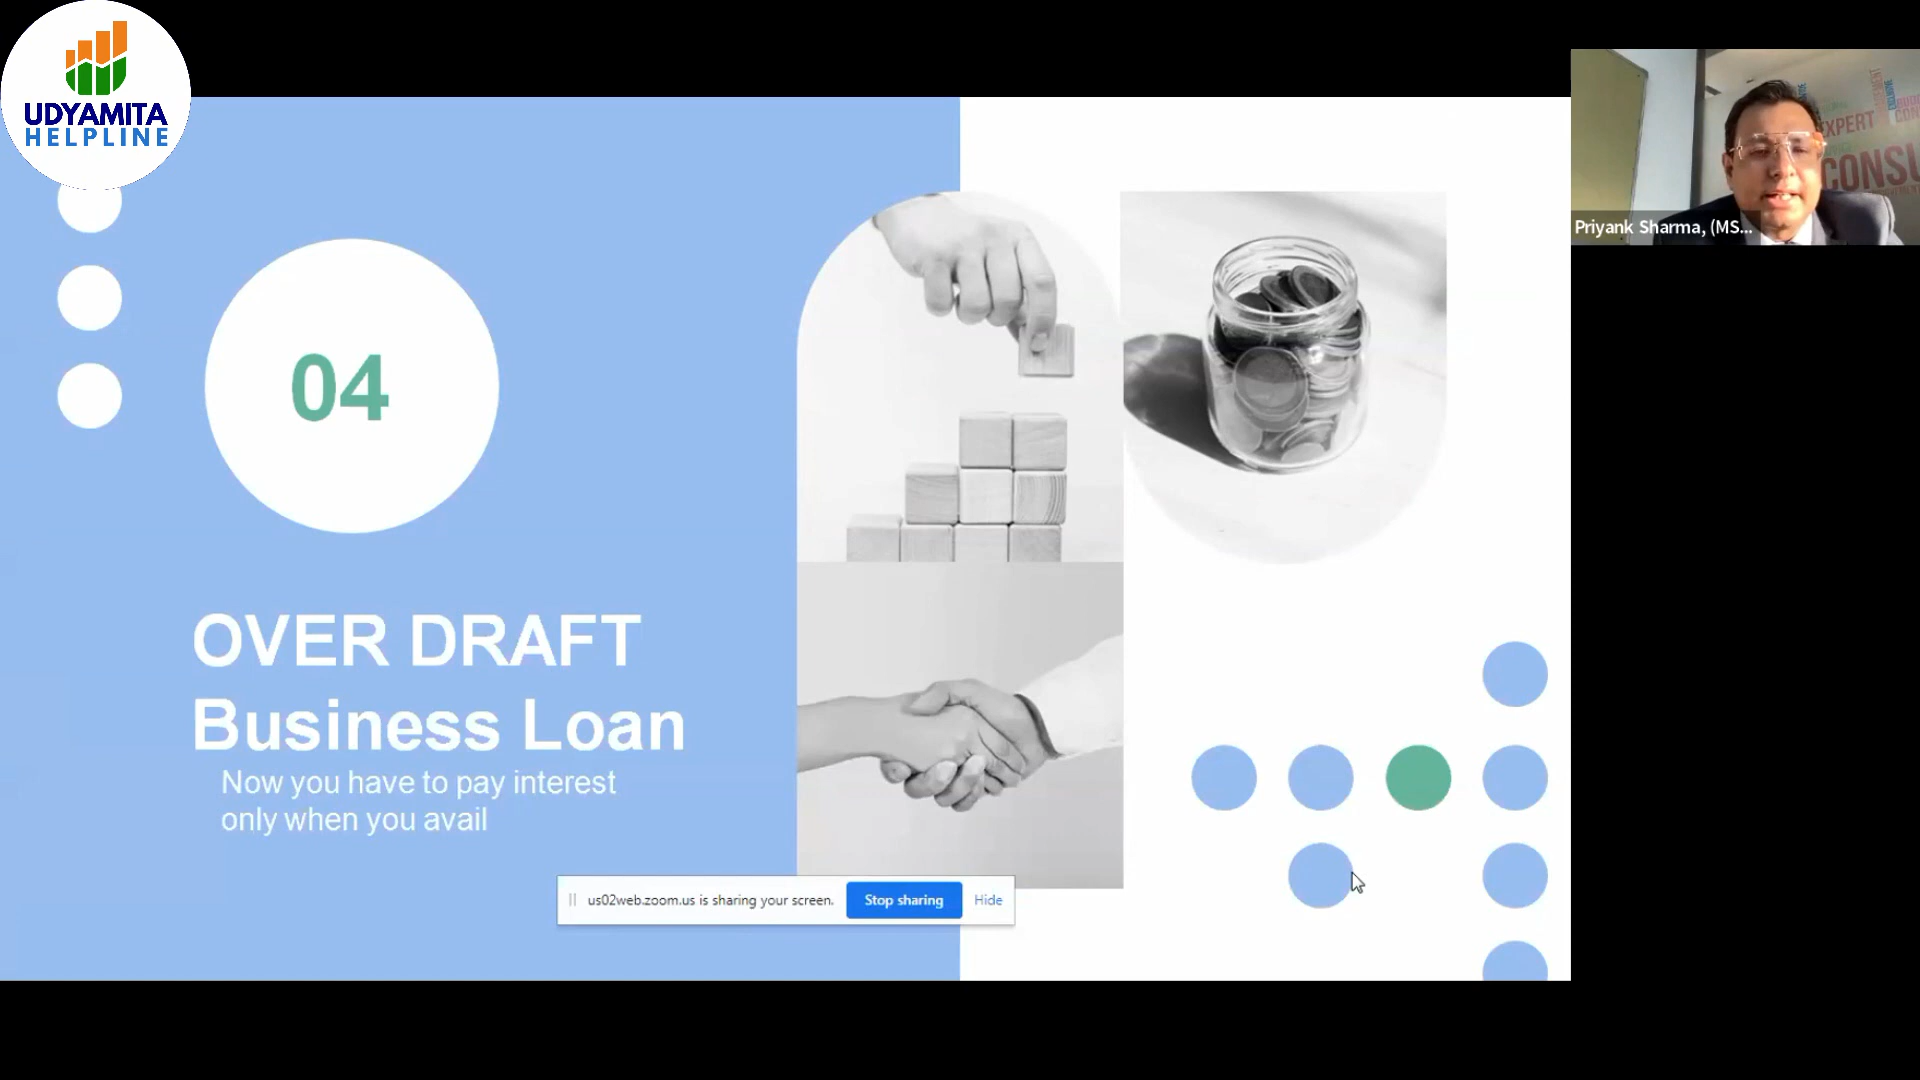 UDYAMITA
HELPLINE
04
OVER DRAFT
Business Loan
Now you have to pay interest
only when you avail
us02web.zoom.us is sharing your screen.
Stop sharing
Hide
EXPERT
CONSU
Priyank Sharma, (MS...